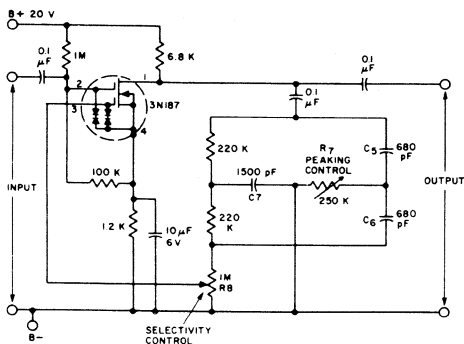 B+ 20 V
0.1
µF
1M
6.8 K
1
2
3
3N187
4
0.1
µF
0.1
µF
INPUT
100 K
1.2 K
10 µF
6V
220 K
1500 pF
C7
R7
PEAKING
CONTROL
250 K
C5
680
pF
C6
680
pF
OUTPUT
220
K
1M
R8
SELECTIVITY
CONTROL
B-